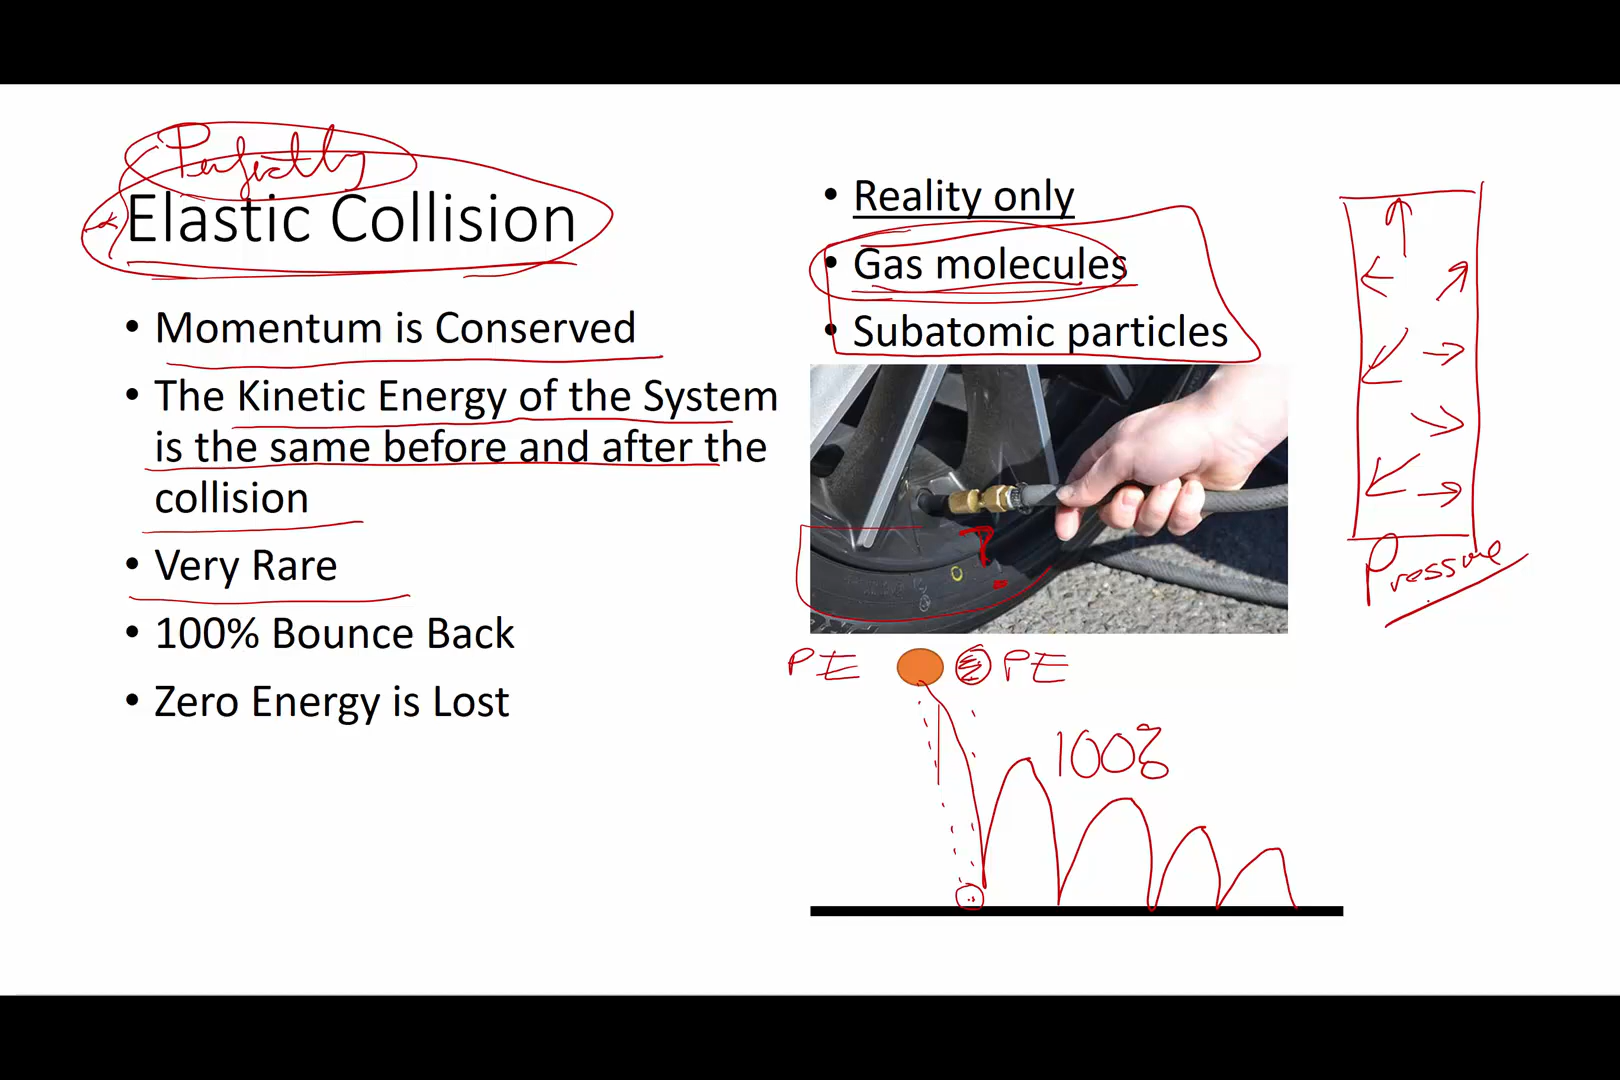 Perfectly
Elastic Collision
• Momentum is Conserved
• The Kinetic Energy of the System
is the same before and after the
collision
• Very Rare
• 100% Bounce Back
• Zero Energy is Lost
• Reality only
• Gas molecules
• Subatomic particles
P
Pressure
PE
PE
100%